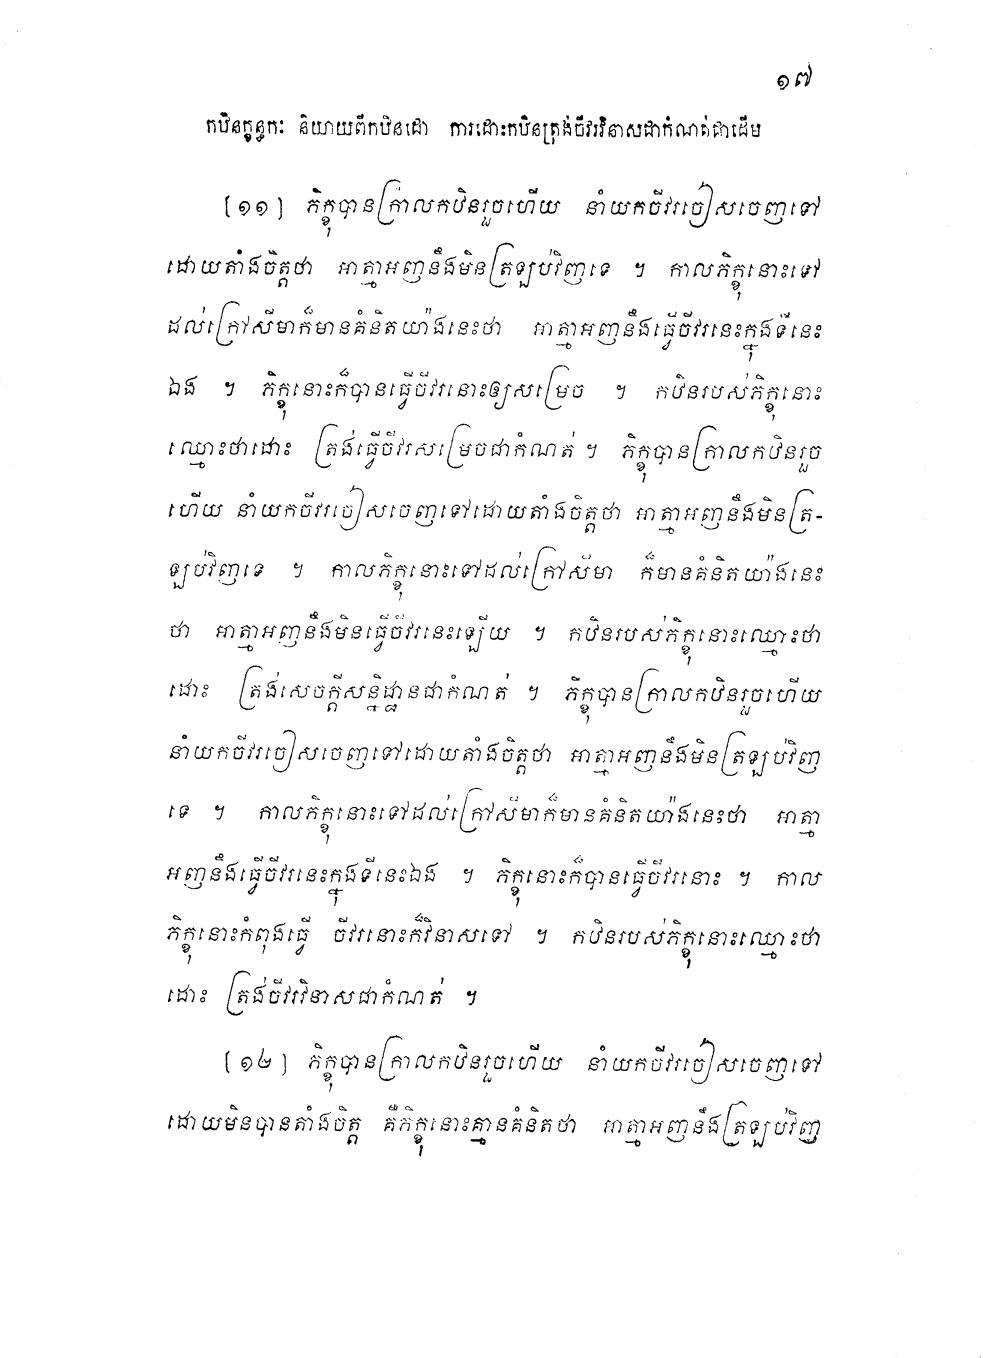 ១៧
កឋិនក្ខន្ធកៈ និយាយពីកឋិនដោះ ការដោះកឋិនត្រង់ចីវរវិនាសជាកំណត់ជាដើម
[១១] ភិក្ខុបានក្រាលកឋិនរួចហើយ នាំយកចីវរចៀសចេញទៅ
ដោយតាំងចិត្តថា អាត្មាអញនឹងមិនត្រឡប់វិញទេ ។ កាលភិក្ខុនោះទៅ
ដល់ក្រៅសីមាក៏មានគំនិតយ៉ាងនេះថា អាត្មាអញនឹងធ្វើចីវរនេះក្នុងទីនេះ
ឯង ។ ភិក្ខុនោះក៏បានធ្វើចីវរនោះឲ្យសម្រេច ។ កឋិនរបស់ភិក្ខុនោះ
ឈ្មោះថាដោះ ត្រង់ធ្វើចីវរសម្រេចជាកំណត់ ។ ភិក្ខុបានក្រាលកឋិនរួច
ហើយ នាំយកចីវរចៀសចេញទៅដោយតាំងចិត្តថា អាត្មាអញនឹងមិនត្រ-
ឡប់វិញទេ ។ កាលភិក្ខុនោះទៅដល់ក្រៅសីមា ក៏មានគំនិតយ៉ាងនេះ
ថា អាត្មាអញនឹងមិនធ្វើចីវរនេះឡើយ ។ កឋិនរបស់ភិក្ខុនោះឈ្មោះថា
ដោះ ត្រង់សេចក្តីសន្និដ្ឋានជាកំណត់ ។ ភិក្ខុបានក្រាលកឋិនរួចហើយ
នាំយកចីវរចៀសចេញទៅដោយតាំងចិត្តថា អាត្មាអញនឹងមិនត្រឡប់វិញ
ទេ ។ កាលភិក្ខុនោះទៅដល់ក្រៅសីមាក៏មានគំនិតយ៉ាងនេះថា អាត្មា
អញនឹងធ្វើចីវរនេះក្នុងទីនេះឯង ។ ភិក្ខុនោះក៏បានធ្វើចីវរនោះ ។ កាល
ភិក្ខុនោះកំពុងធ្វើ ចីវរនោះក៏វិនាសទៅ ។ កឋិនរបស់ភិក្ខុនោះឈ្មោះថា
ដោះ ត្រង់ចីវរវិនាសជាកំណត់ ។
[១២] ភិក្ខុបានក្រាលកឋិនរួចហើយ នាំយកចីវរចៀសចេញទៅ
ដោយមិនបានតាំងចិត្ត គឺភិក្ខុនោះគ្មានគំនិតថា អាត្មាអញនឹងត្រឡប់វិញ